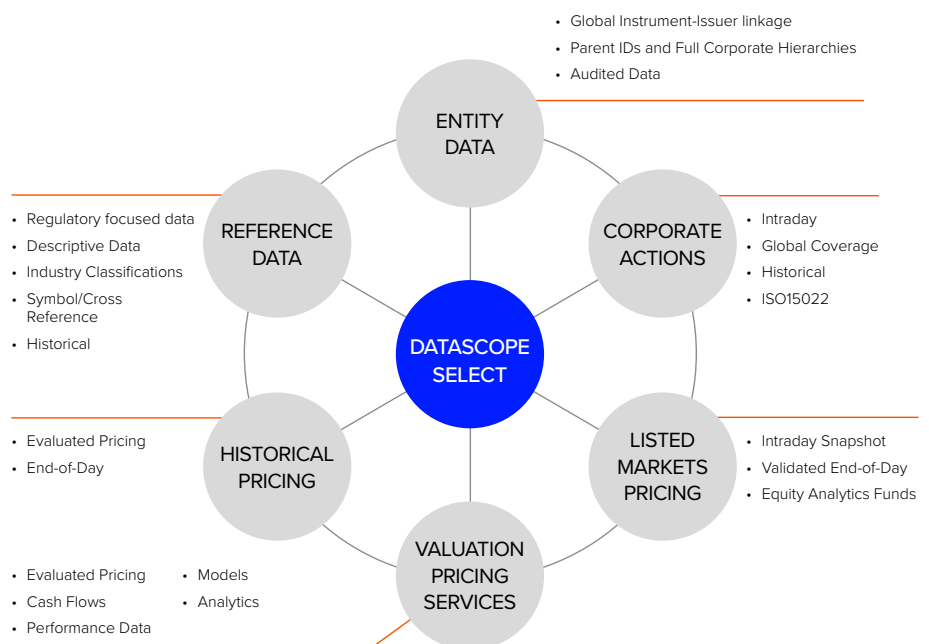 • Global Instrument-Issuer linkage
• Parent IDs and Full Corporate Hierarchies
• Audited Data
ENTITY
DATA
• Regulatory focused data
• Descriptive Data
• Industry Classifications
• Symbol/Cross
Reference
• Historical
REFERENCE
DATA
CORPORATE
ACTIONS
• Intraday
• Global Coverage
• Historical
• ISO15022
DATASCOPE
SELECT
• Evaluated Pricing
• End-of-Day
HISTORICAL
PRICING
LISTED
MARKETS
PRICING
• Intraday Snapshot
• Validated End-of-Day
• Equity Analytics Funds
VALUATION
PRICING
SERVICES
• Evaluated Pricing
• Cash Flows
• Performance Data
• Models
• Analytics